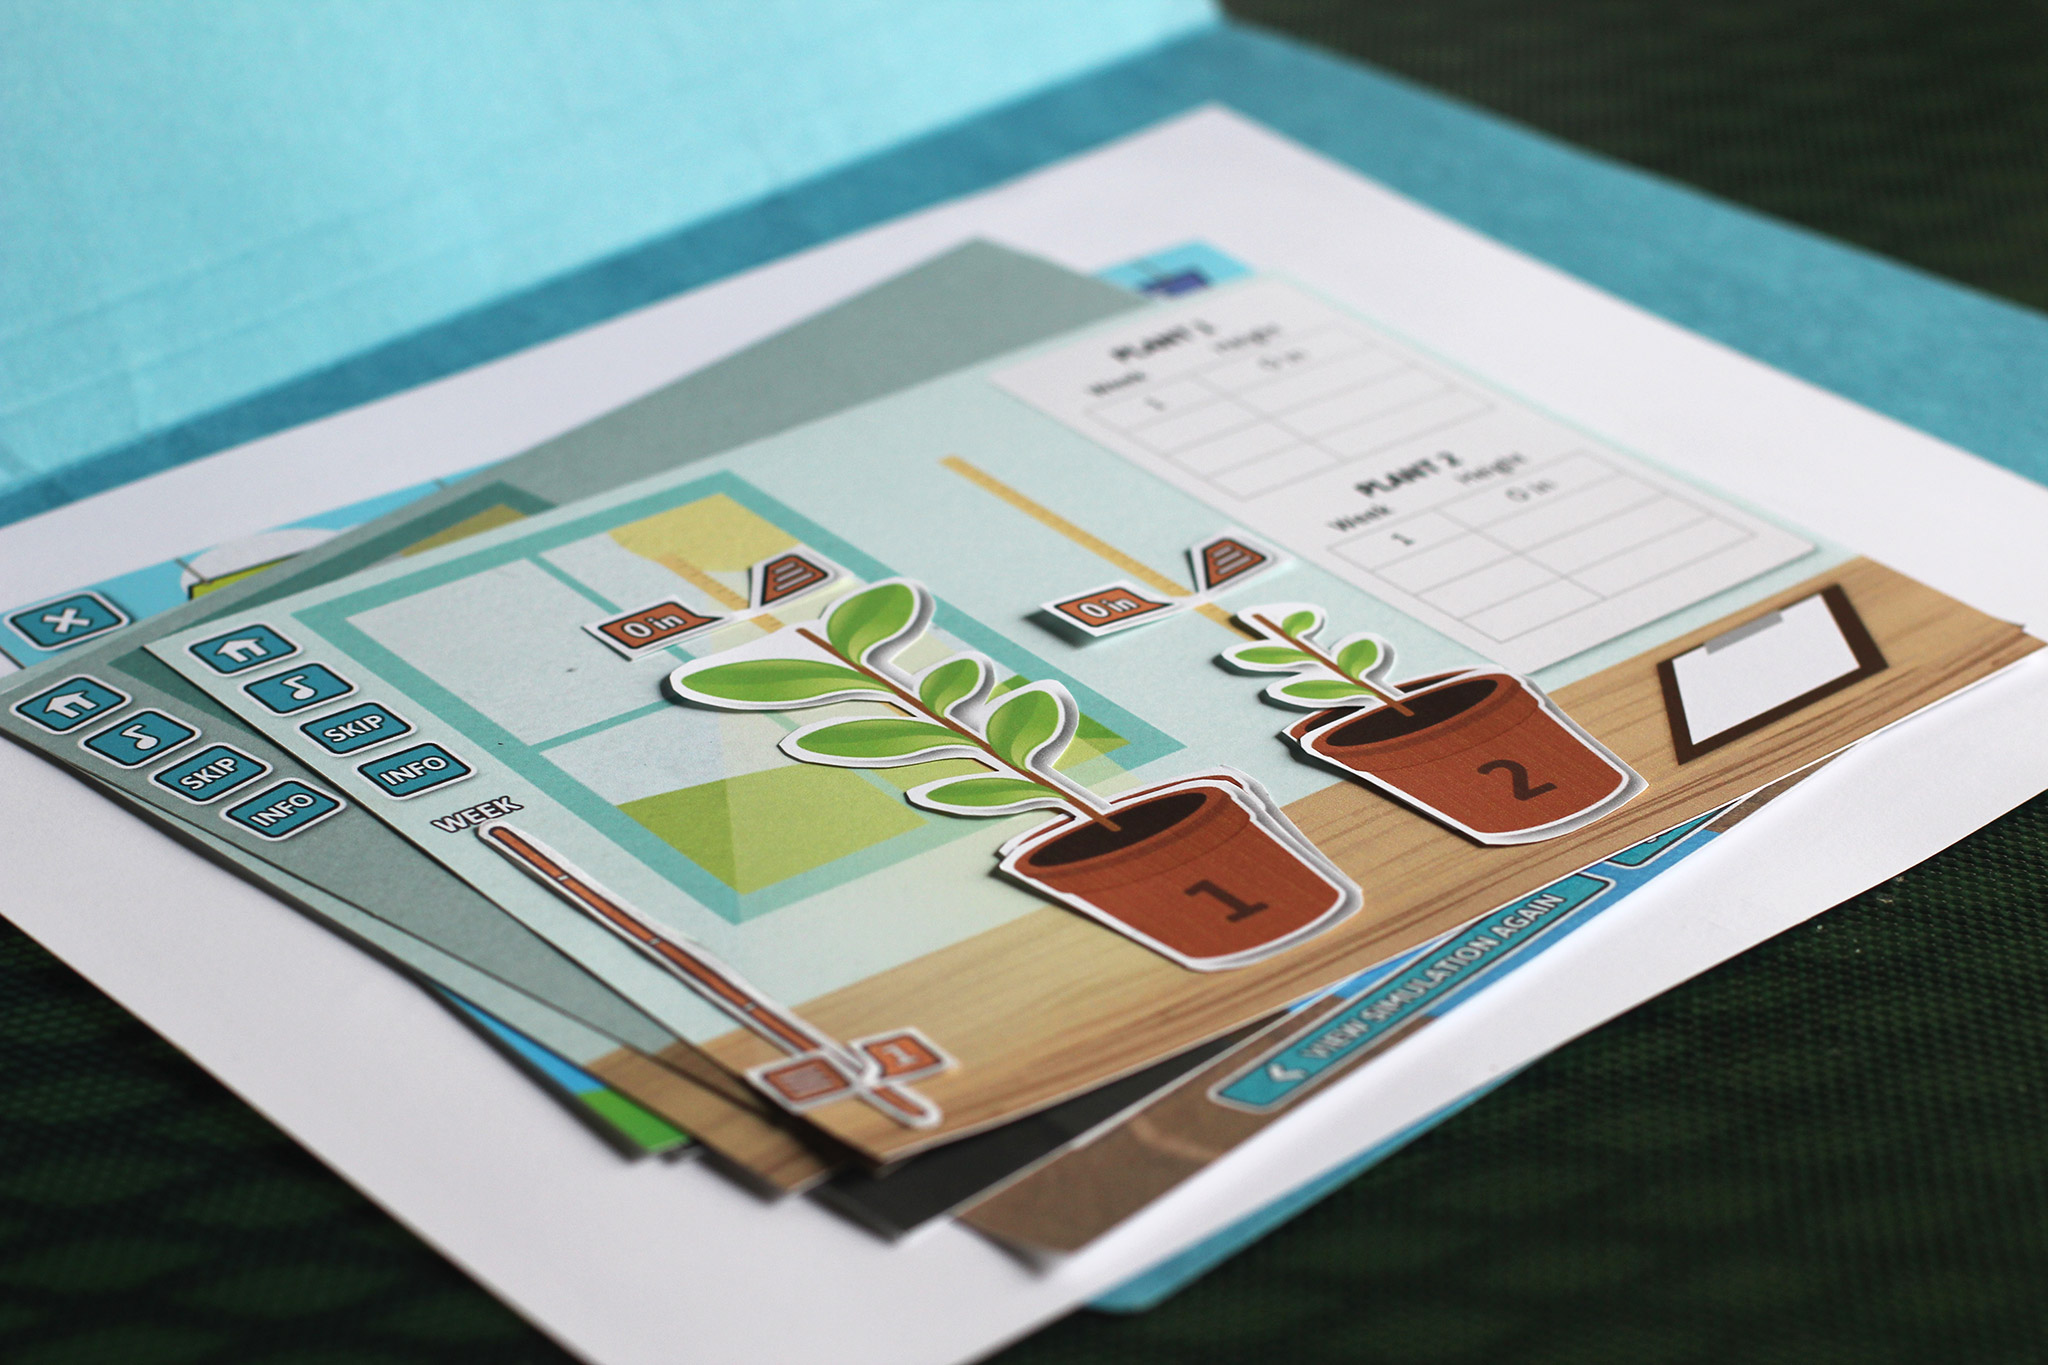 PLANT 1
Week Height
1 0 in
PLANT 2
Week Height
1 0 in
0 in
0 in
SKIP
INFO
SKIP
INFO
WEEK
1
2
1
VIEW SIMULATION AGAIN